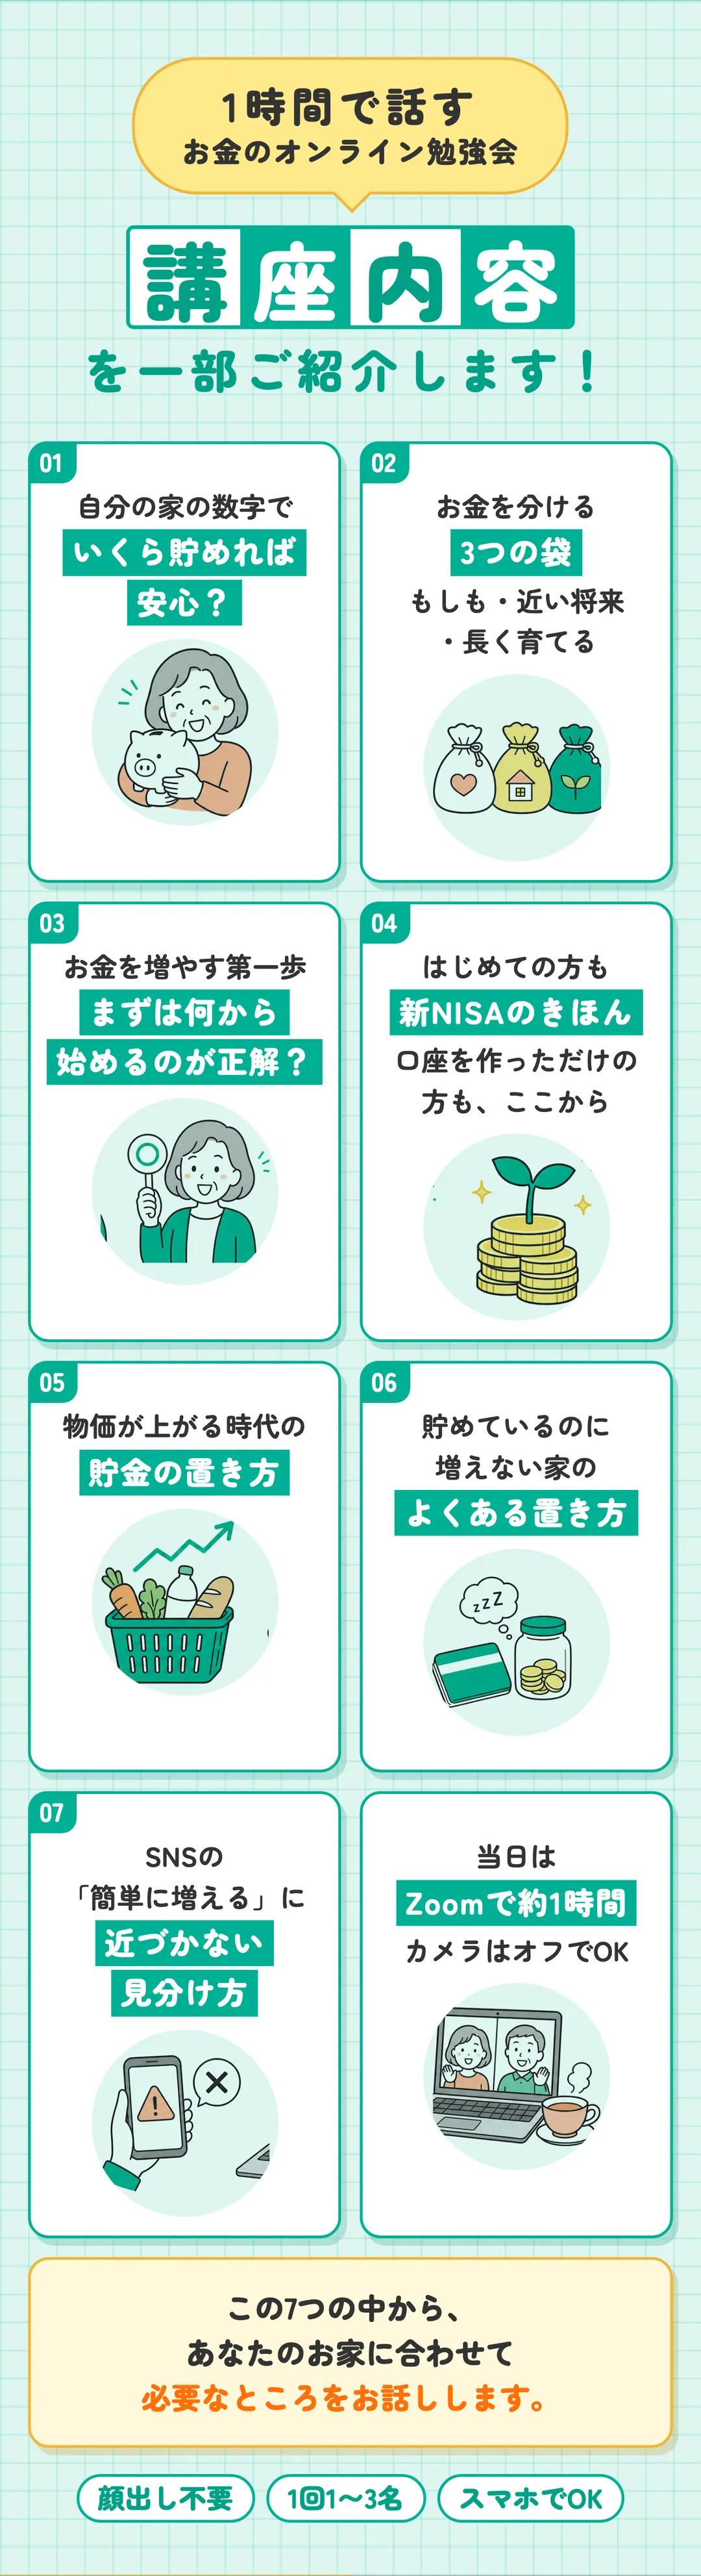 1時間で話す
お金のオンライン勉強会
講座内容
を一部ご紹介します！
01
自分の家の数字で
いくら貯めれば
安心？
02
お金を分ける
3つの袋
もしも・近い将来
・長く育てる
03
お金を増やす第一歩
まずは何から
始めるのが正解？
04
はじめての方も
新NISAのきほん
口座を作っただけの
方も、ここから
05
物価が上がる時代の
貯金の置き方
06
貯めているのに
増えない家の
よくある置き方
zzZ
07
SNSの
「簡単に増える」に
近づかない
見分け方
当日は
Zoomで約1時間
カメラはオフでOK
この7つの中から、
あなたのお家に合わせて
必要なところをお話しします。
顔出し不要
1回1〜3名
スマホでOK